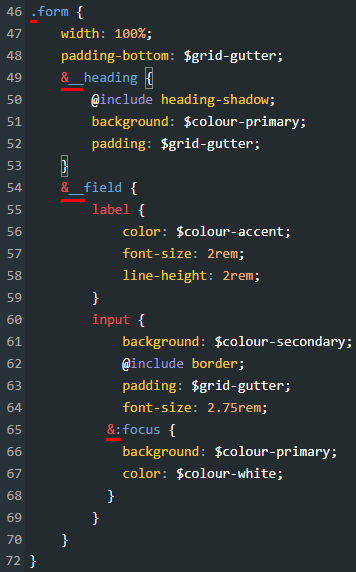 46 .form {
47 width: 100%;
48 padding-bottom: $grid-gutter;
49 &__heading {
50 @include heading-shadow;
51 background: $colour-primary;
52 padding: $grid-gutter;
53 }
54 &__field {
55 label {
56 color: $colour-accent;
57 font-size: 2rem;
58 line-height: 2rem;
59 }
60 input {
61 background: $colour-secondary;
62 @include border;
63 padding: $grid-gutter;
64 font-size: 2.75rem;
65 &:focus {
66 background: $colour-primary;
67 color: $colour-white;
68 }
69 }
70 }
72 }